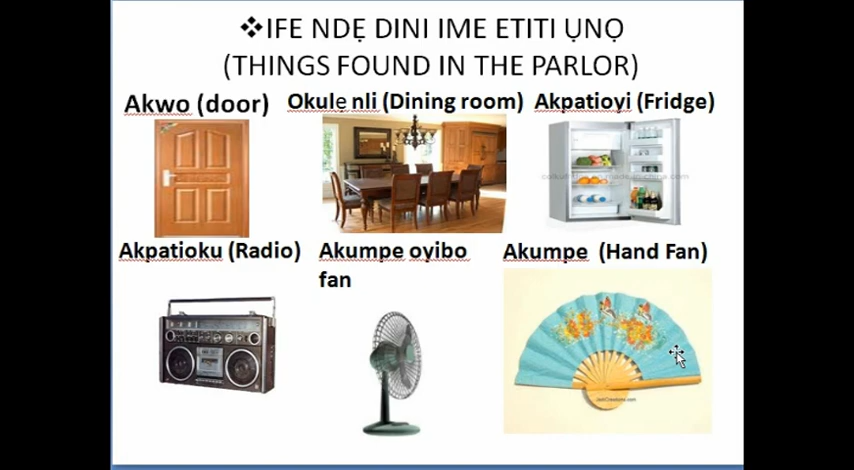 ❖IFE NDẸ DINI IME ETITI ỤNỌ
(THINGS FOUND IN THE PARLOR)
Akwo (door) Okulẹ nli (Dining room) Akpatioyi (Fridge)
Akpatioku (Radio) Akumpe oyibo Akumpe (Hand Fan)
fan